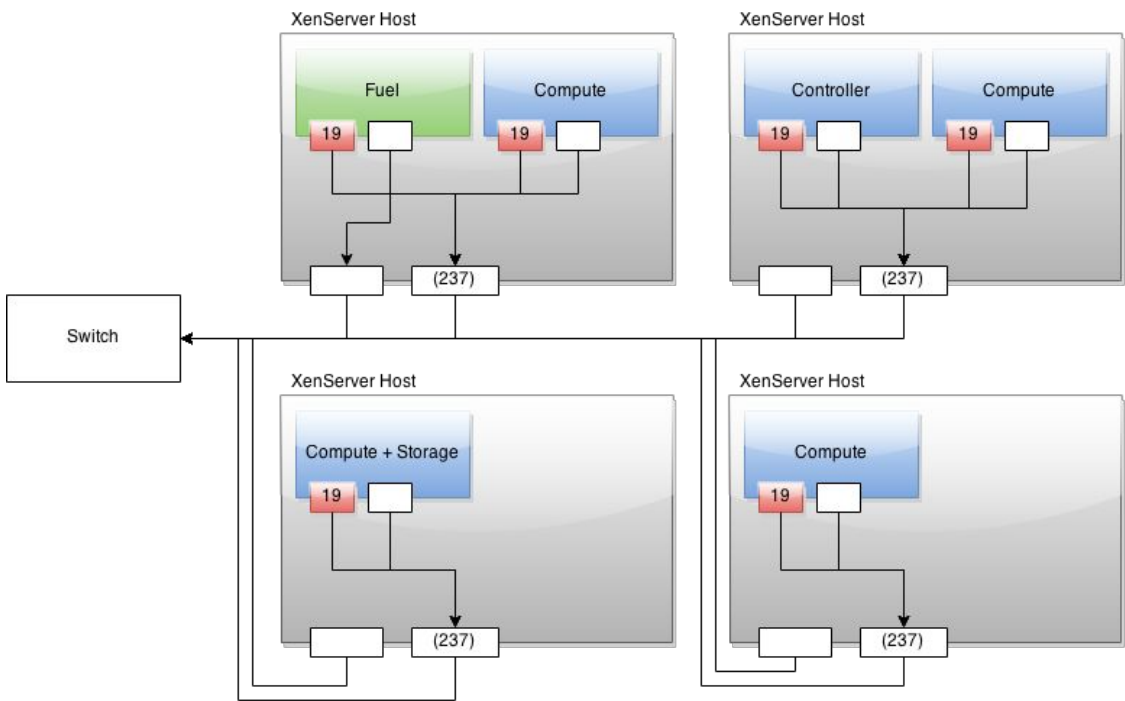 XenServer Host
XenServer Host
Fuel
Compute
Controller
Compute
19
19
19
19
(237)
(237)
Switch
XenServer Host
XenServer Host
Compute + Storage
Compute
19
19
(237)
(237)